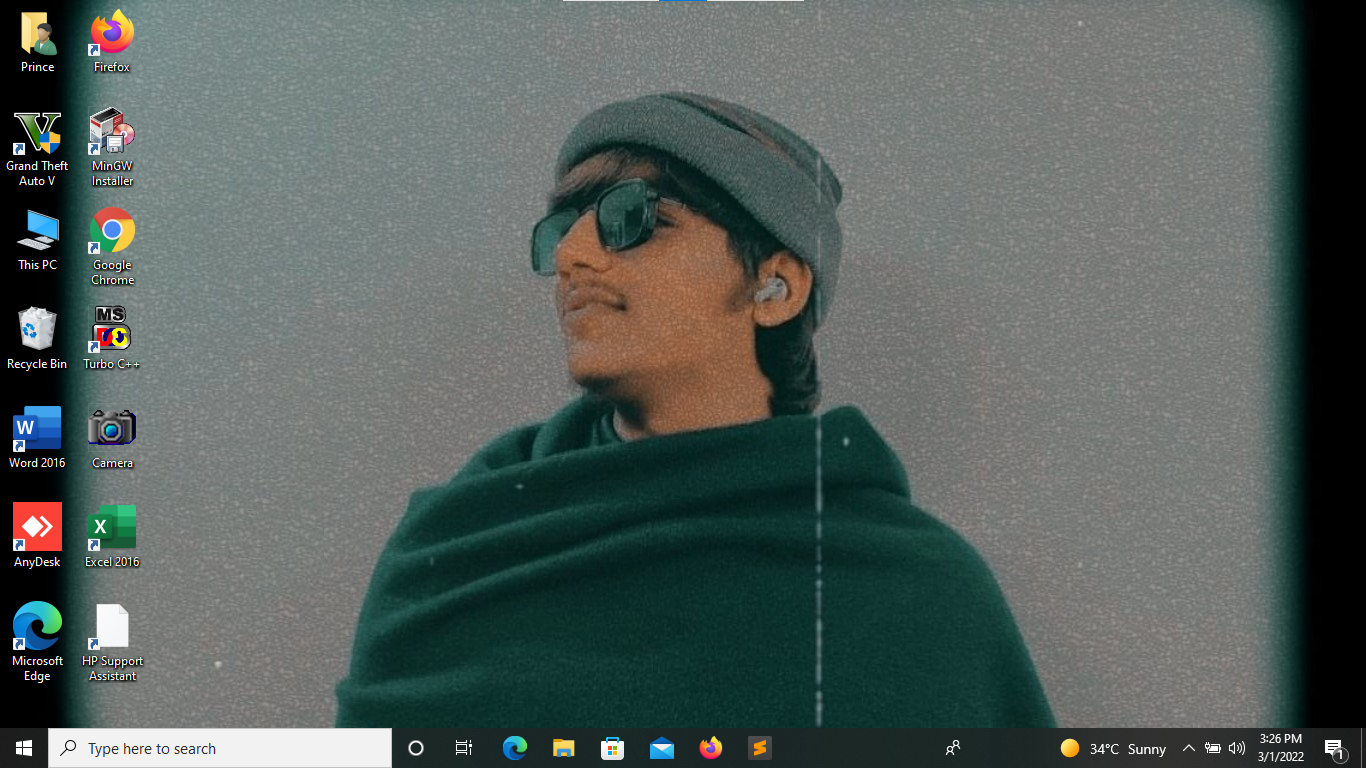 Prince
Firefox
Grand Theft
Auto V
MinGW
Installer
This PC
Google
Chrome
Recycle Bin
MS
DOS
Turbo C++
W
Word 2016
Camera
AnyDesk
X
Excel 2016
Microsoft
Edge
HP Support
Assistant
Type here to search
34°C Sunny
3:26 PM
3/1/2022
1